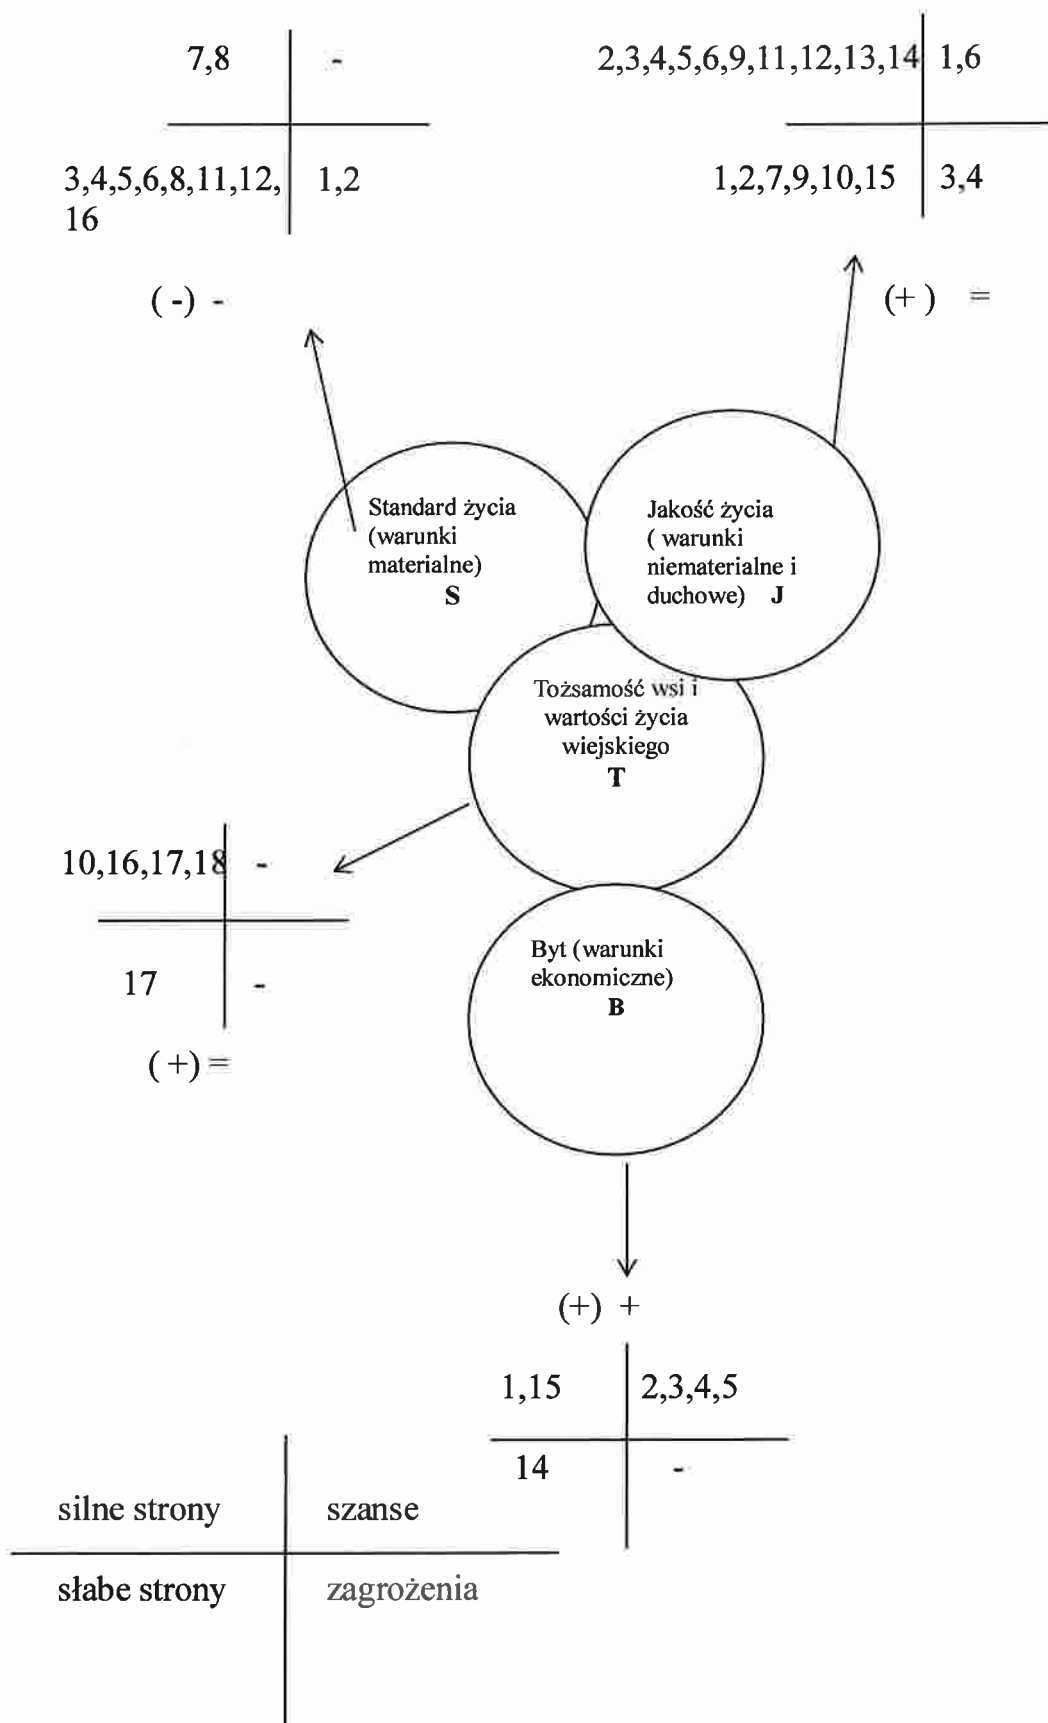 7,8 -
3,4,5,6,8,11,12, 1,2
16
( -) -
2,3,4,5,6,9,11,12,13,14 1,6
1,2,7,9,10,15 3,4
(+ ) =
Standard życia
(warunki
materialne)
S
Jakość życia
( warunki
niematerialne i
duchowe) J
Tożsamość wsi i
wartości życia
wiejskiego
T
10,16,17,18 -
17 -
( +) =
Byt (warunki
ekonomiczne)
B
(+) +
1,15 2,3,4,5
14 -
silne strony szanse
słabe strony zagrożenia